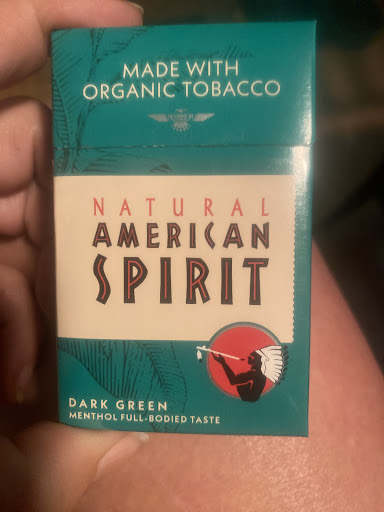 MADE WITH
ORGANIC TOBACCO
NATURAL
AMERICAN
SPIRIT
DARK GREEN
MENTHOL FULL-BODIED TASTE